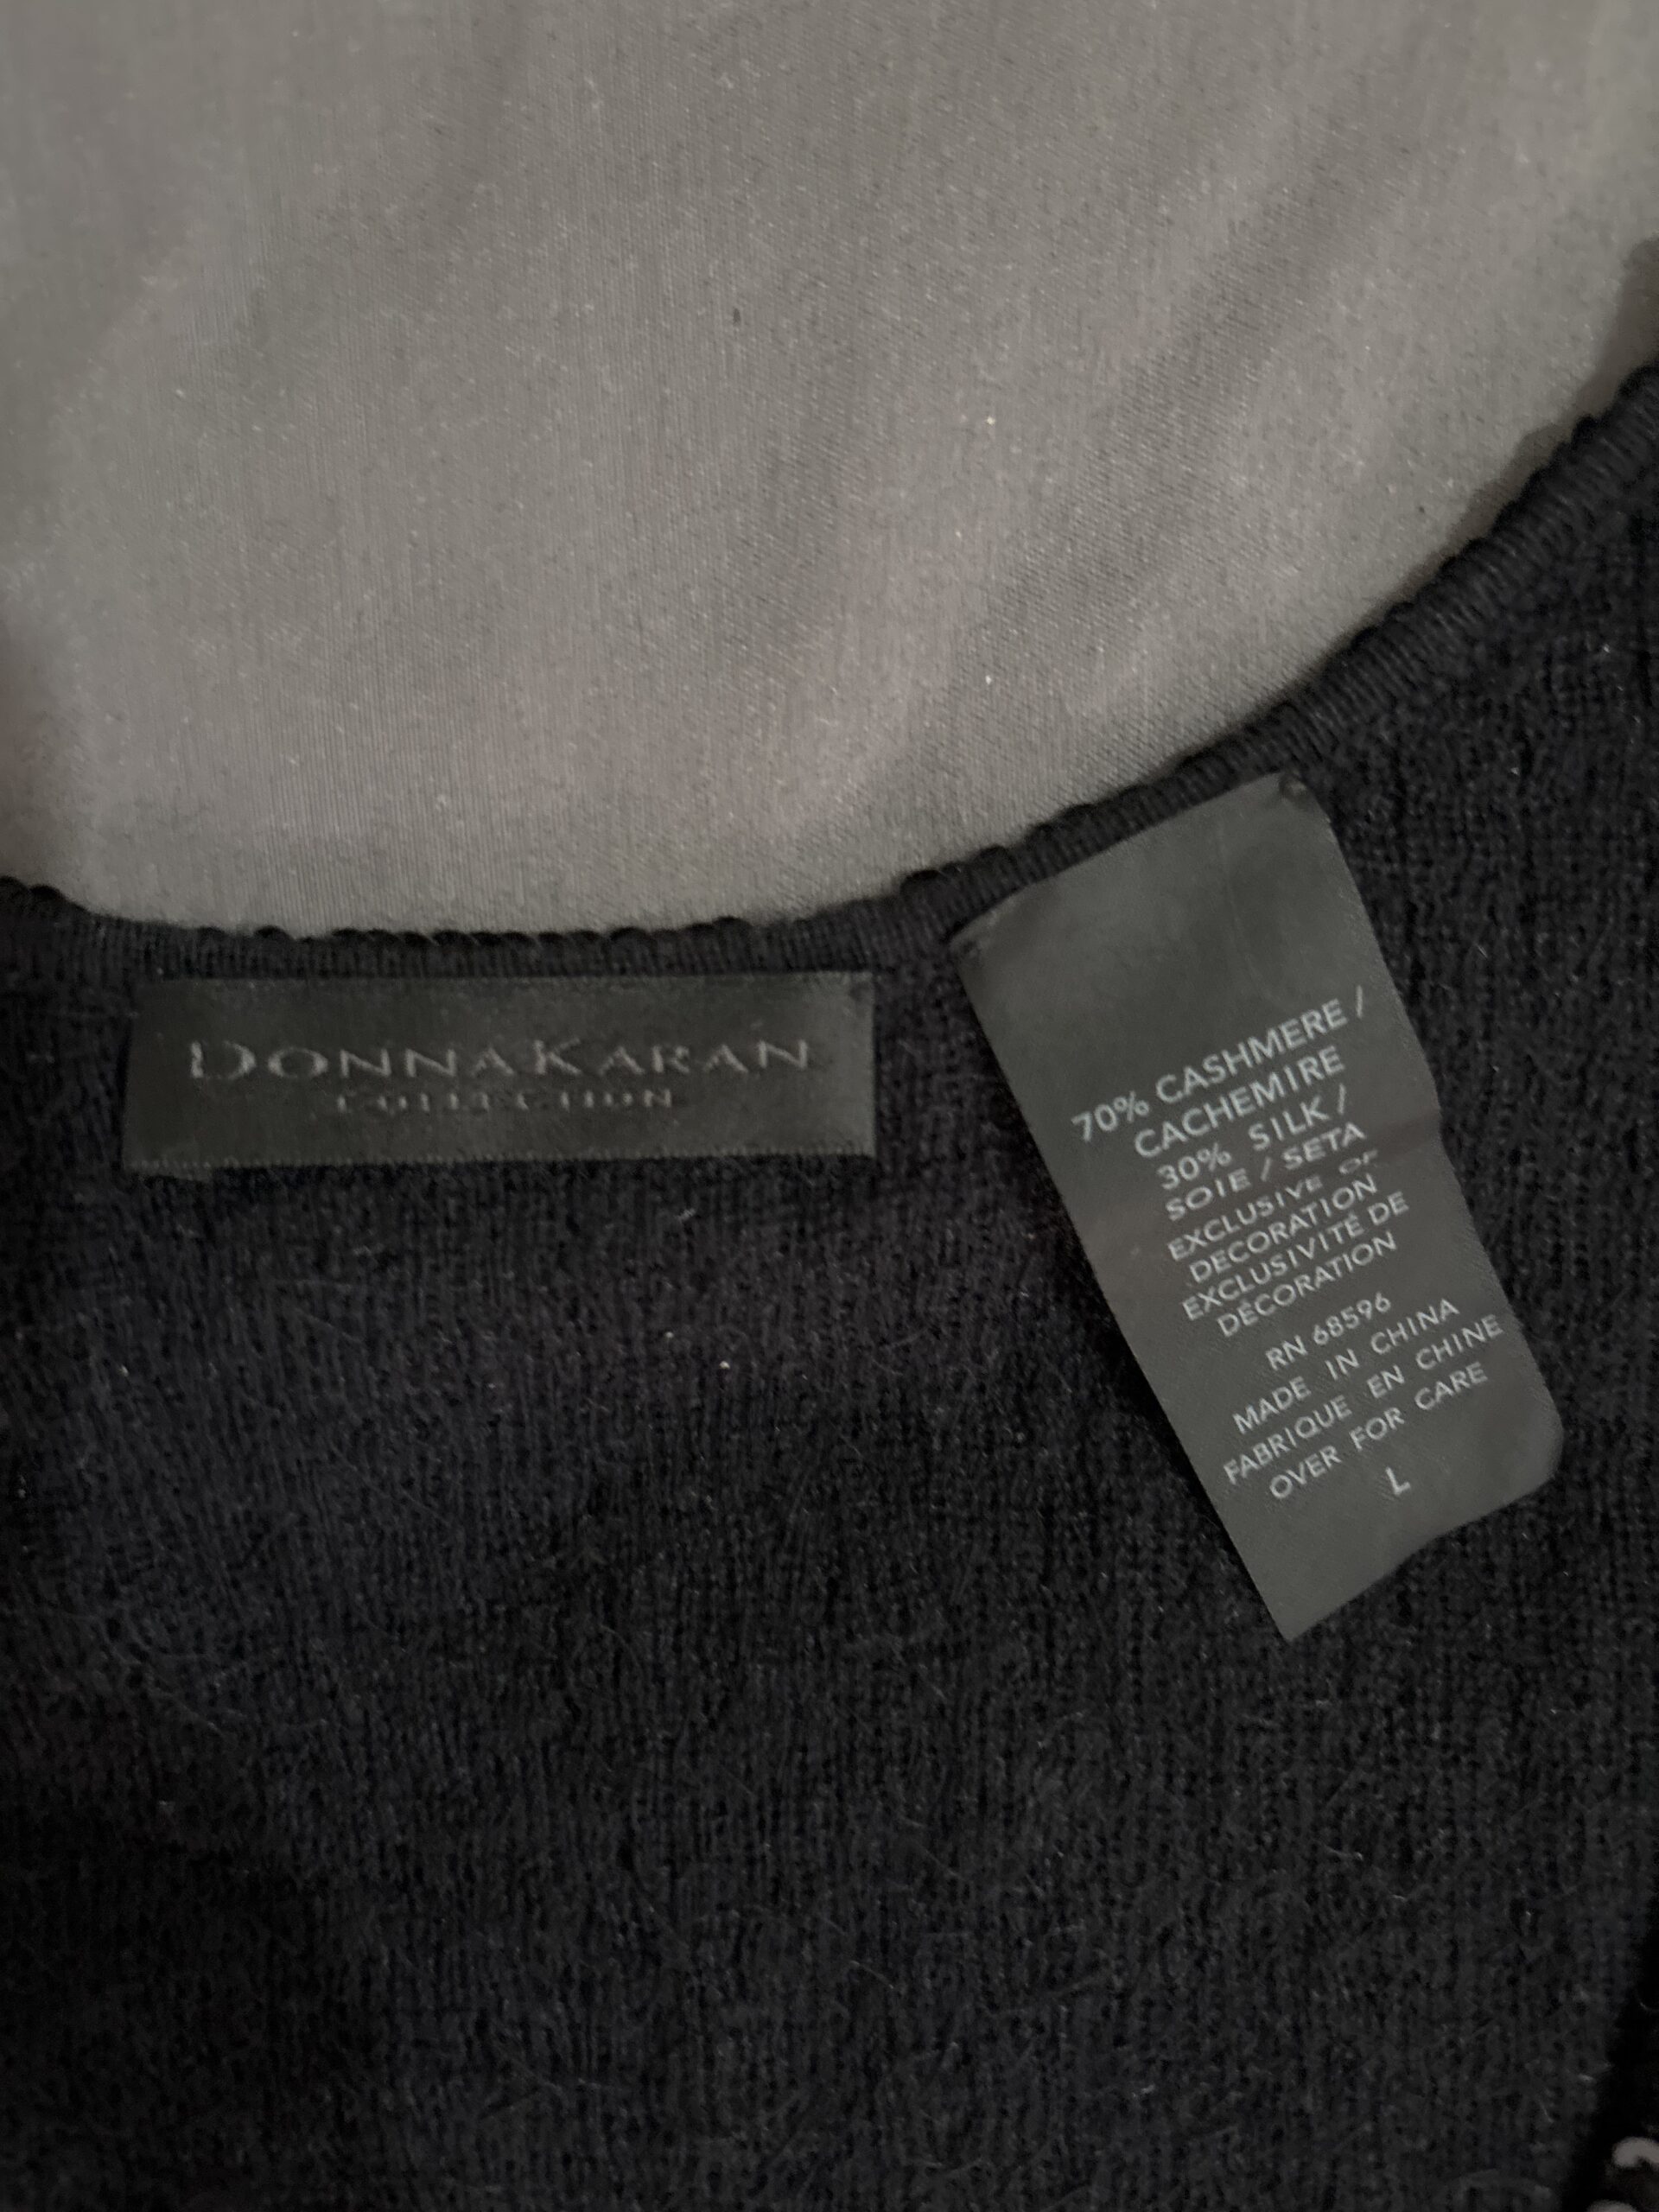 DONNAKARAN
COLLECTION
70% CASHMERE /
CACHEMIRE
30% SILK /
SOIE / SETA
EXCLUSIVE OF
DECORATION
EXCLUSIVITÉ DE
DÉCORATION
RN 68596
MADE IN CHINA
FABRIQUE EN CHINE
OVER FOR CARE
L